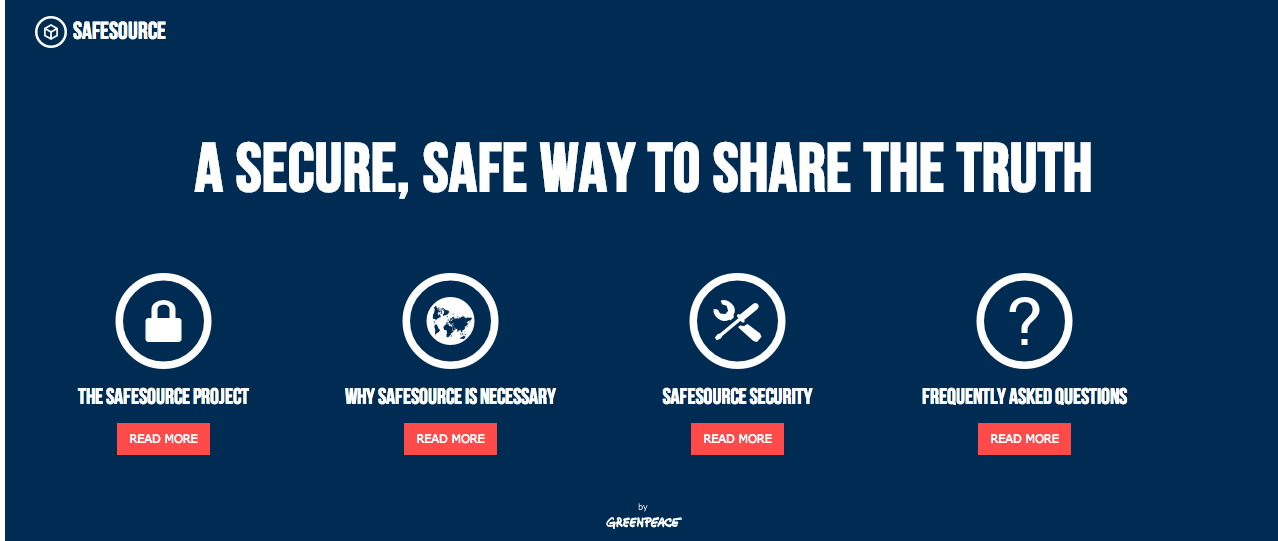 SAFESOURCE
A SECURE, SAFE WAY TO SHARE THE TRUTH
THE SAFESOURCE PROJECT
READ MORE
WHY SAFESOURCE IS NECESSARY
READ MORE
SAFESOURCE SECURITY
READ MORE
FREQUENTLY ASKED QUESTIONS
READ MORE
by
GREENPEACE